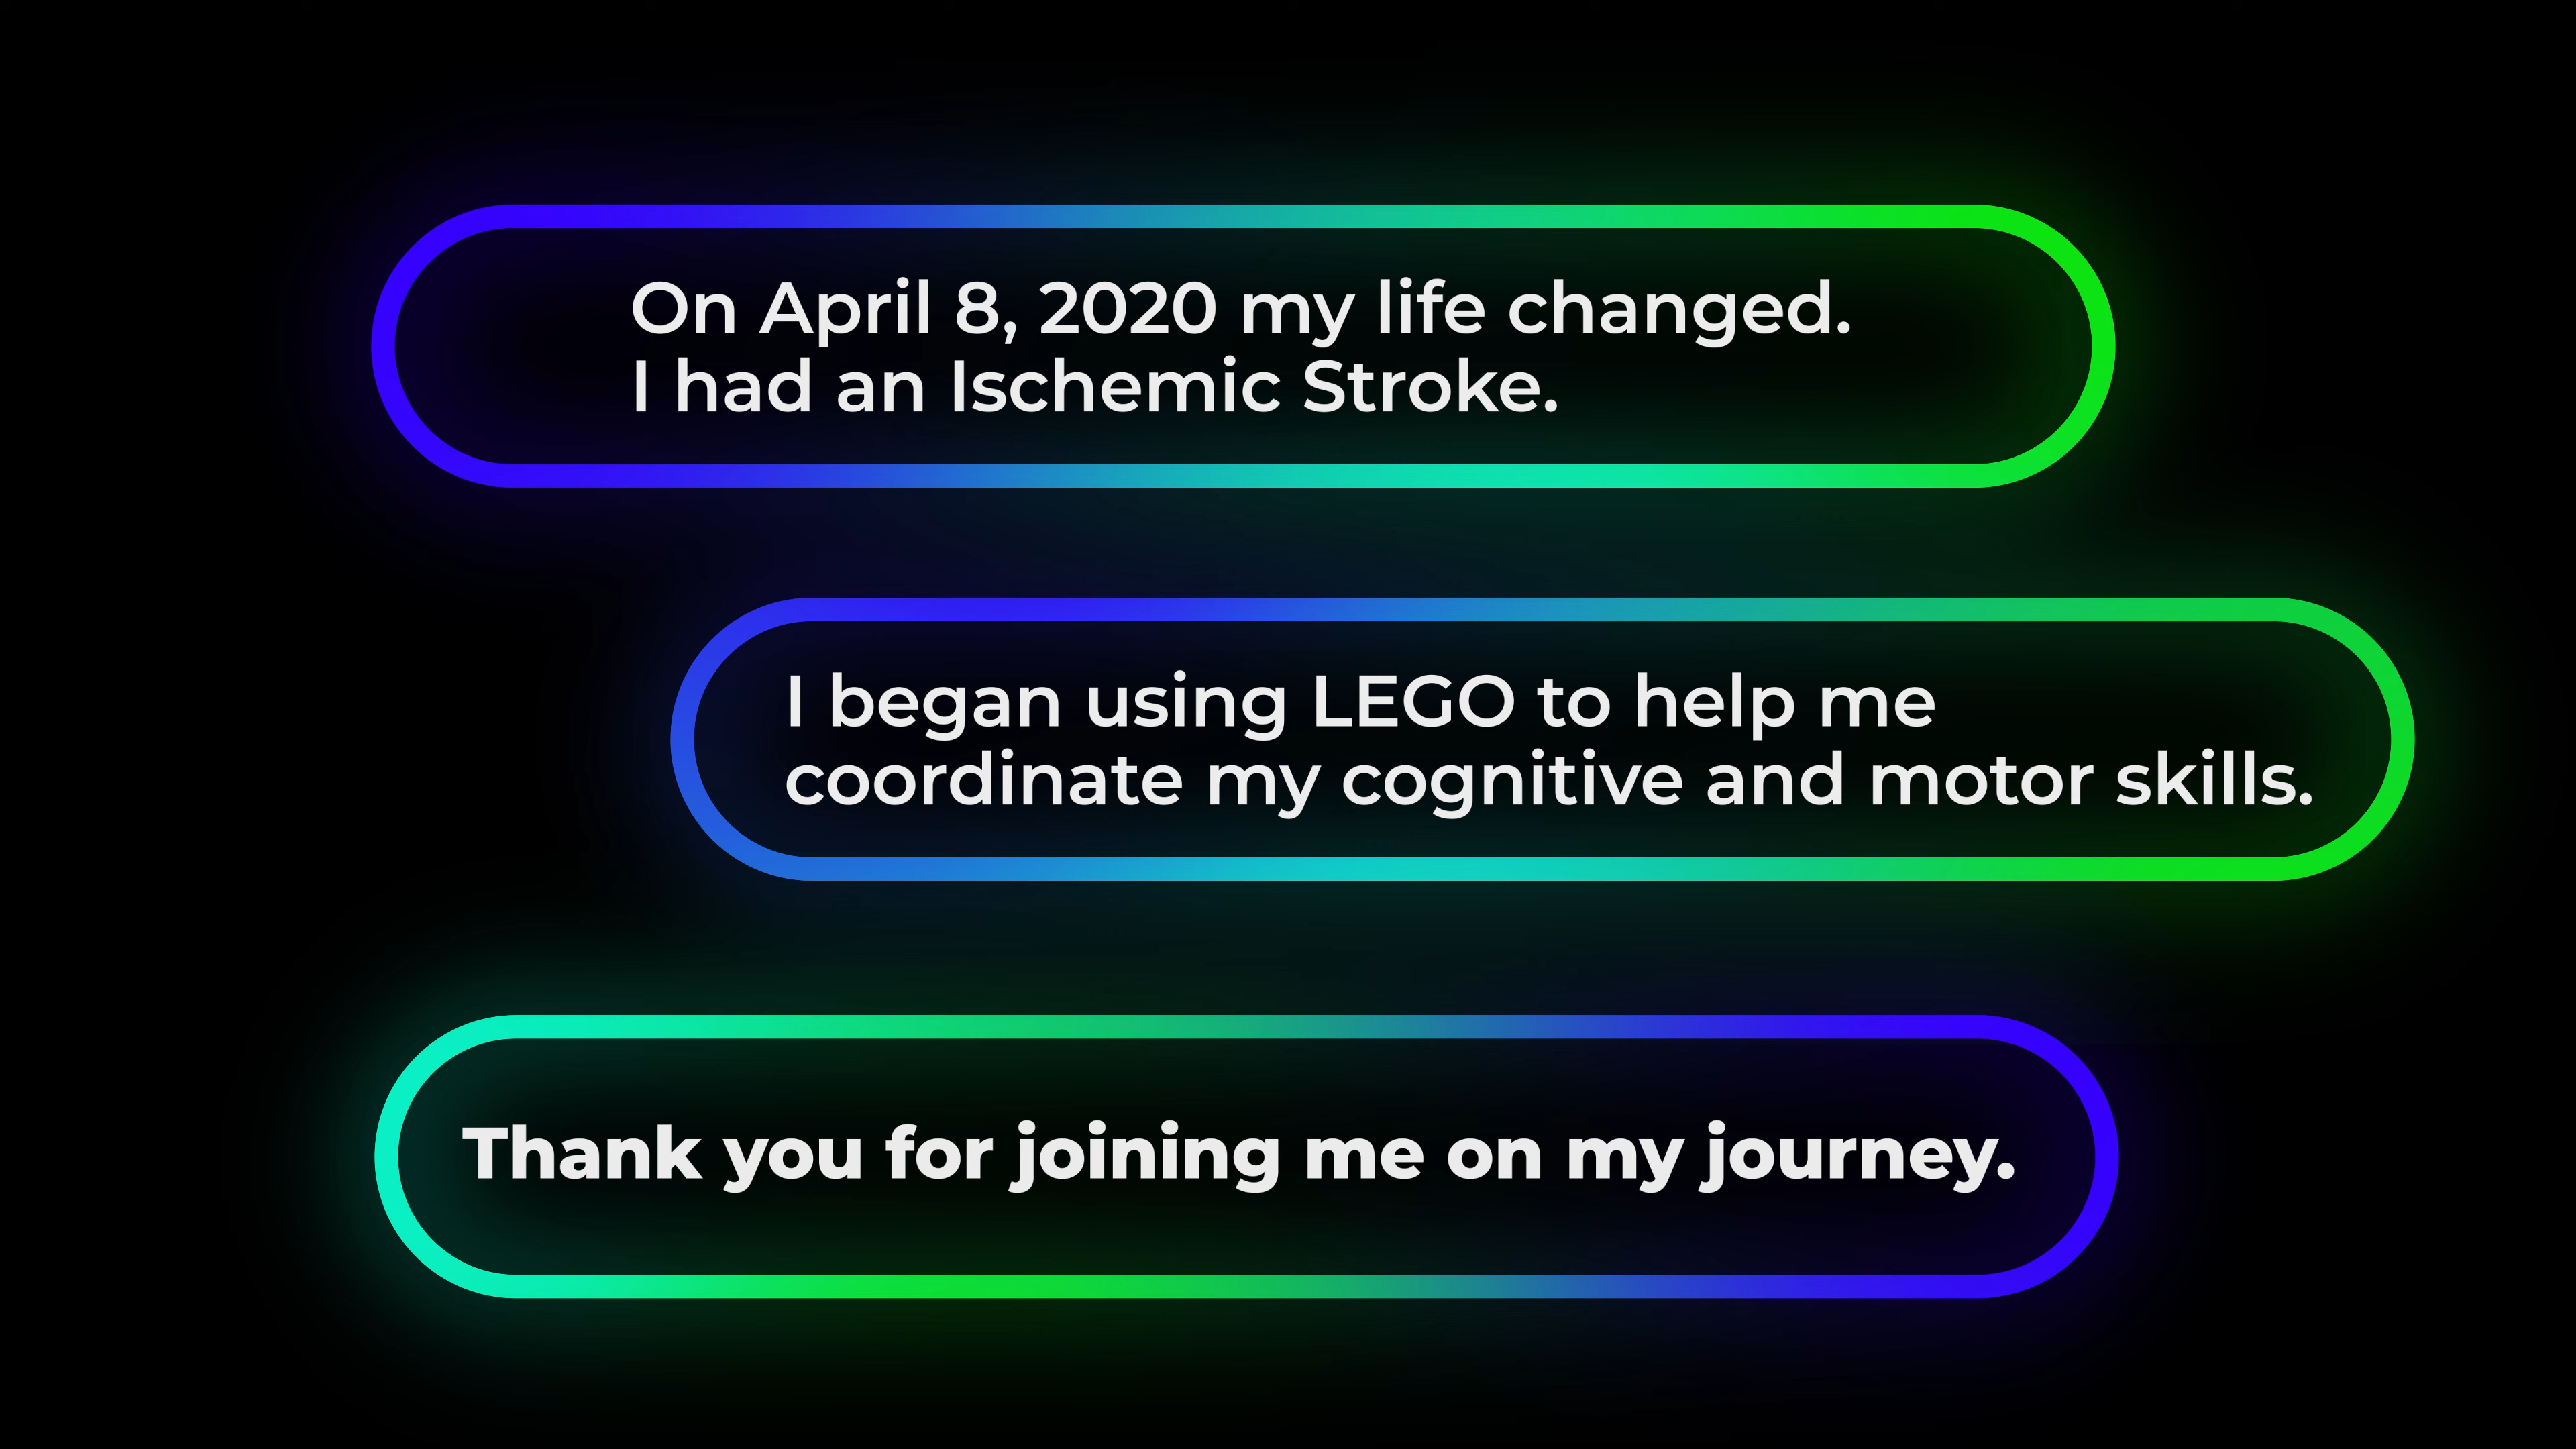 On April 8, 2020 my life changed.
I had an Ischemic Stroke.
I began using LEGO to help me
coordinate my cognitive and motor skills.
Thank you for joining me on my journey.